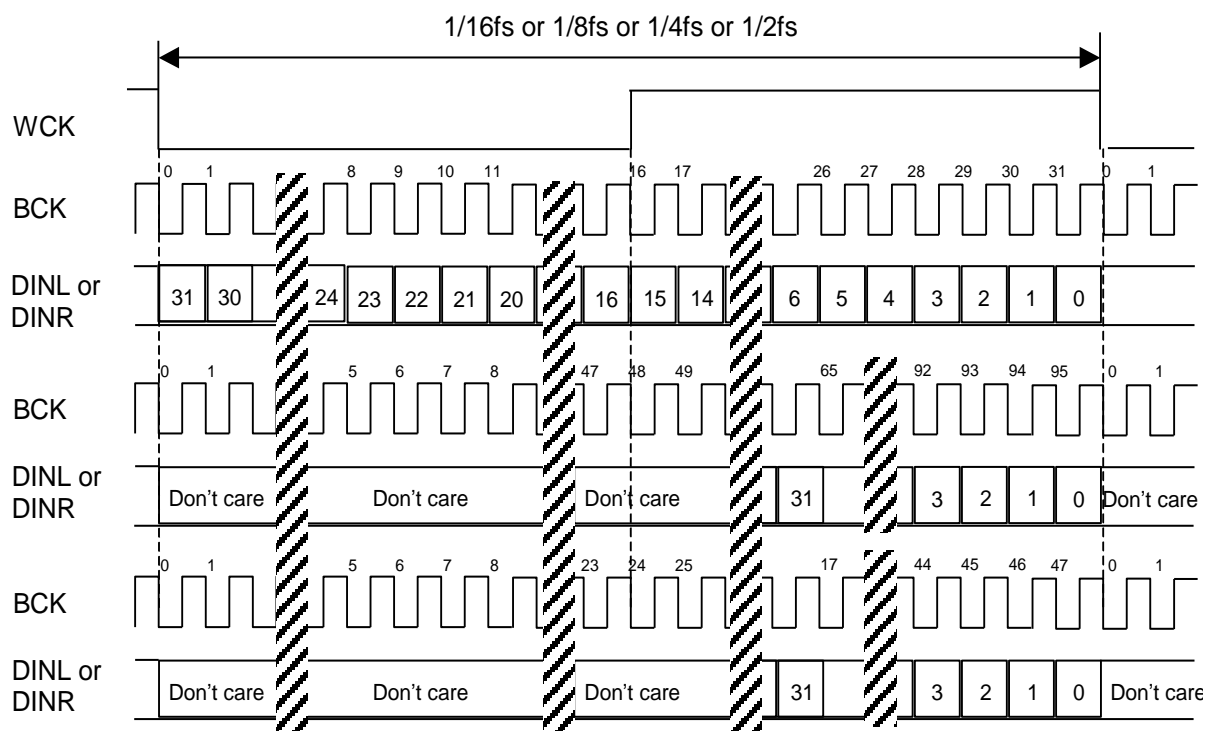 1/16fs or 1/8fs or 1/4fs or 1/2fs
WCK
0 1 8 9 10 11 16 17 26 27 28 29 30 31 0 1
BCK
DINL or
DINR
31 30 24 23 22 21 20 16 15 14 6 5 4 3 2 1 0
0 1 5 6 7 8 47 48 49 65 92 93 94 95 0 1
BCK
DINL or
DINR
Don't care Don't care Don't care 31 3 2 1 0 Don't care
0 1 5 6 7 8 23 24 25 17 44 45 46 47 0 1
BCK
DINL or
DINR
Don't care Don't care Don't care 31 3 2 1 0 Don't care